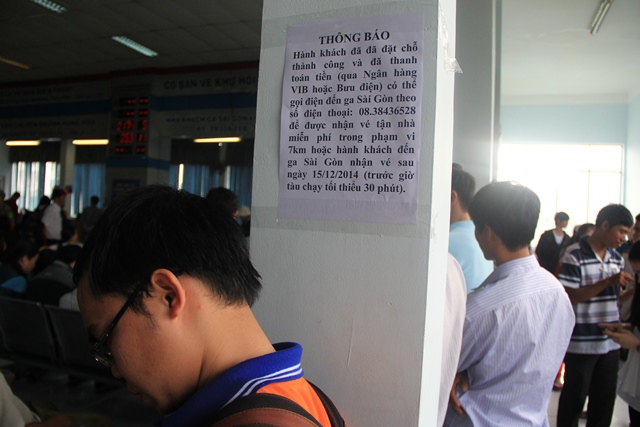 THÔNG BÁO
Hành khách đã đã đặt chỗ
thành công và đã thanh
toán tiền (qua Ngân hàng
VIB hoặc Bưu điện) có thể
gọi điện đến ga Sài Gòn theo
số điện thoại: 08.38436528
để được nhận vé tận nhà
miễn phí trong phạm vi
7km hoặc hành khách đến
ga Sài Gòn nhận vé sau
ngày 15/12/2014 (trước giờ
tàu chạy tối thiểu 30 phút).